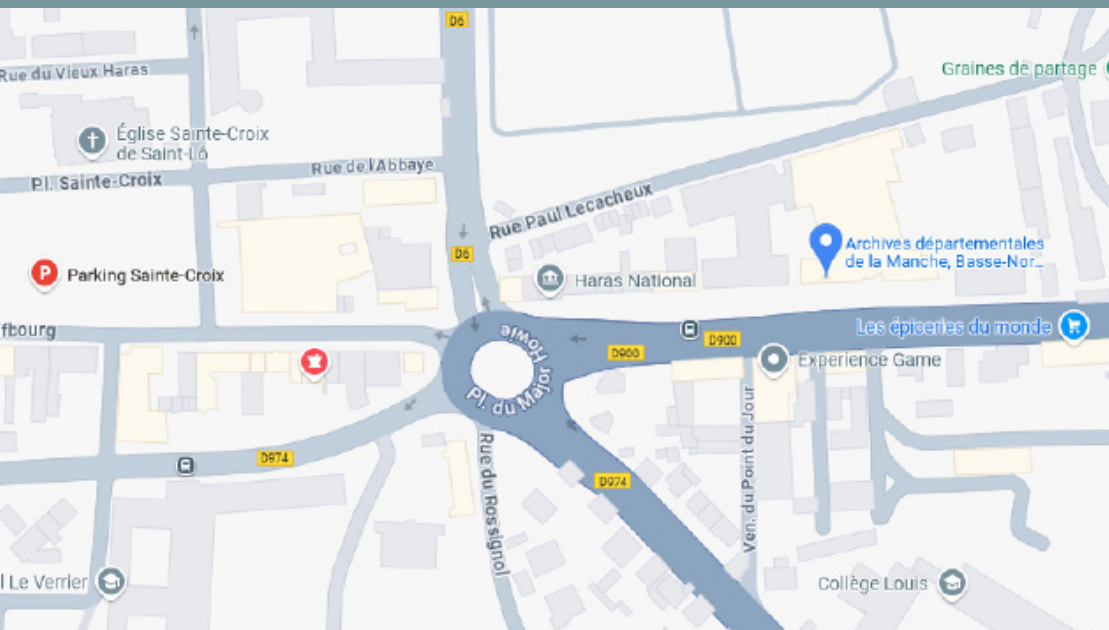 D6
Graines de partage
Rue du Vieux Haras
Église Sainte-Croix
de Saint-Lô
Rue de l'Abbaye
Pl. Sainte-Croix
Rue Paul Lecacheux
D6
Archives départementales
de la Manche, Basse-Nor...
P
Parking Sainte-Croix
Haras National
fbourg
Les épiceries du monde
D900
D900
Pl. du Major
Howie
Experience Game
Ven. du Point du Jour
D974
Rue du Rossignol
D974
l Le Verrier
Collège Louis